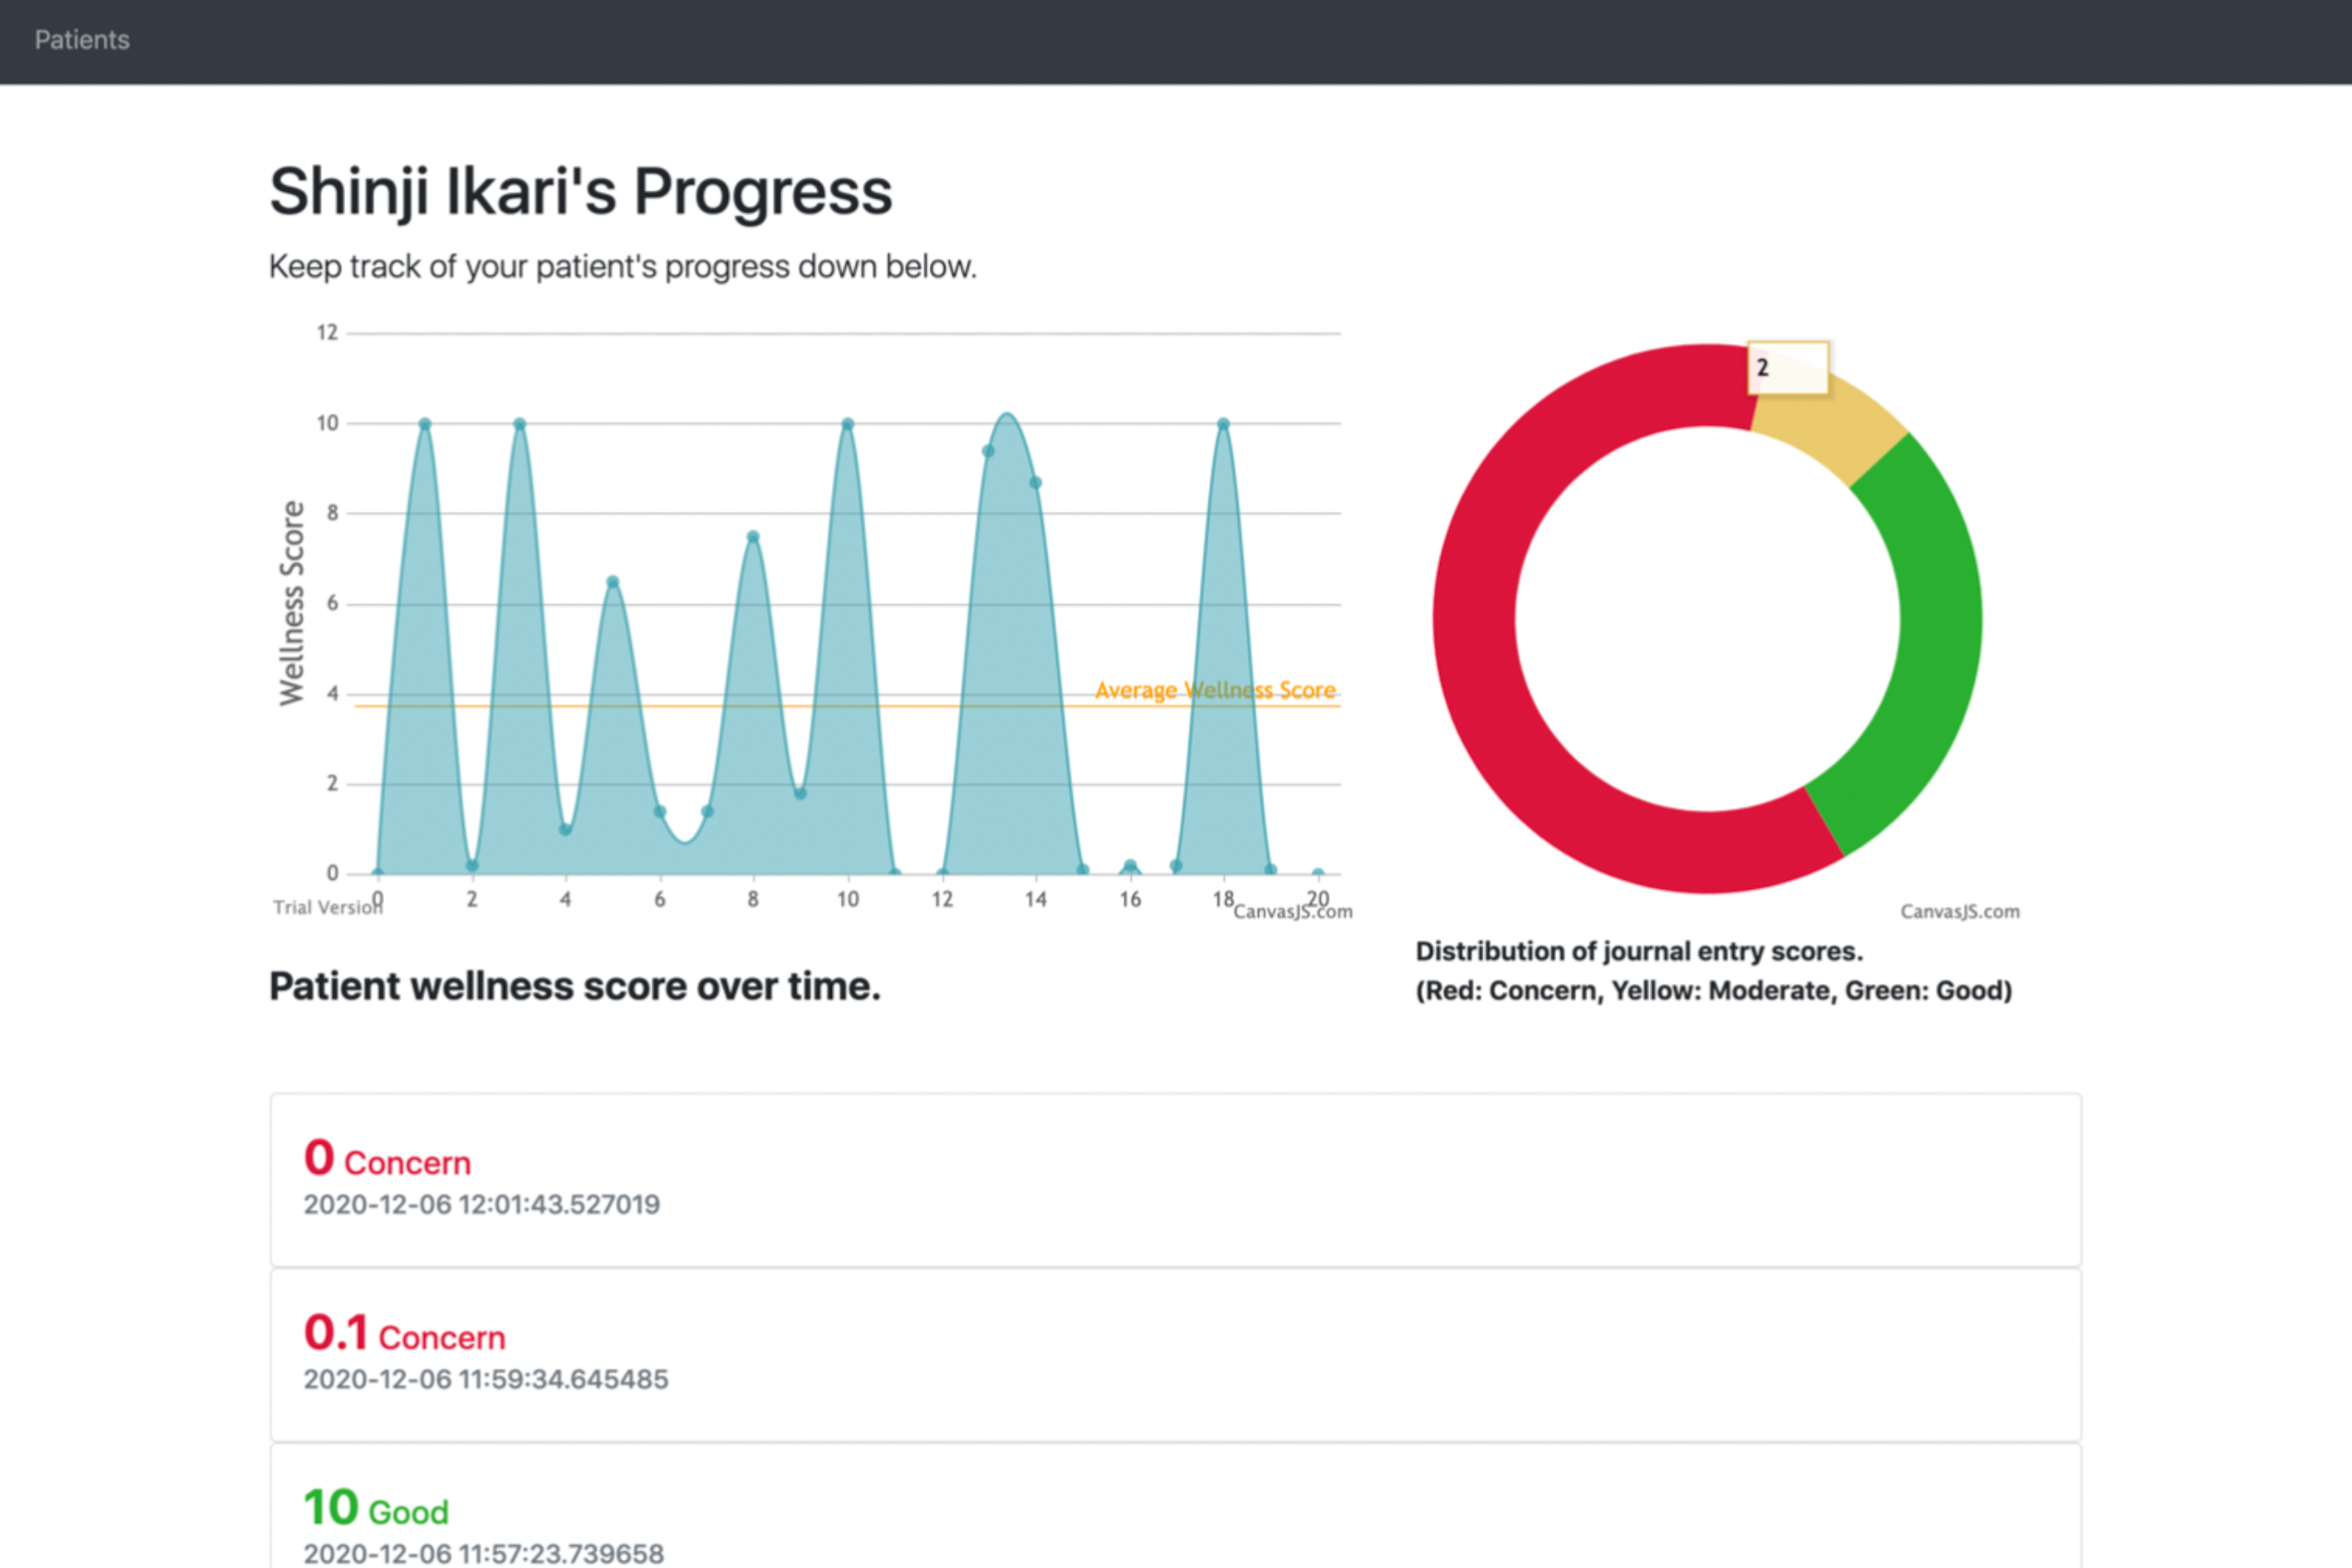 Patients
Shinji Ikari's Progress
Keep track of your patient's progress down below.
12
10
8
6
4
2
0
Wellness Score
Average Wellness Score
0 2 4 6 8 10 12 14 16 18 20
Trial Version
CanvasJS.com
Patient wellness score over time.
2
CanvasJS.com
Distribution of journal entry scores.
(Red: Concern, Yellow: Moderate, Green: Good)
0 Concern
2020-12-06 12:01:43.527019
0.1 Concern
2020-12-06 11:59:34.645485
10 Good
2020-12-06 11:57:23.739658